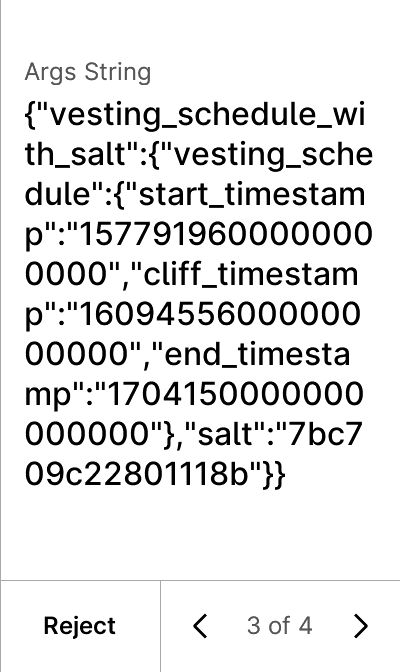 Args String
{"vesting_schedule_wi
th_salt":{"vesting_sche
dule":{"start_timestam
p":"157791960000000
0000","cliff_timestam
p":"16094556000000
00000","end_timesta
mp":"1704150000000
000000"},"salt":"7bc7
09c22801118b"}}
Reject
3 of 4